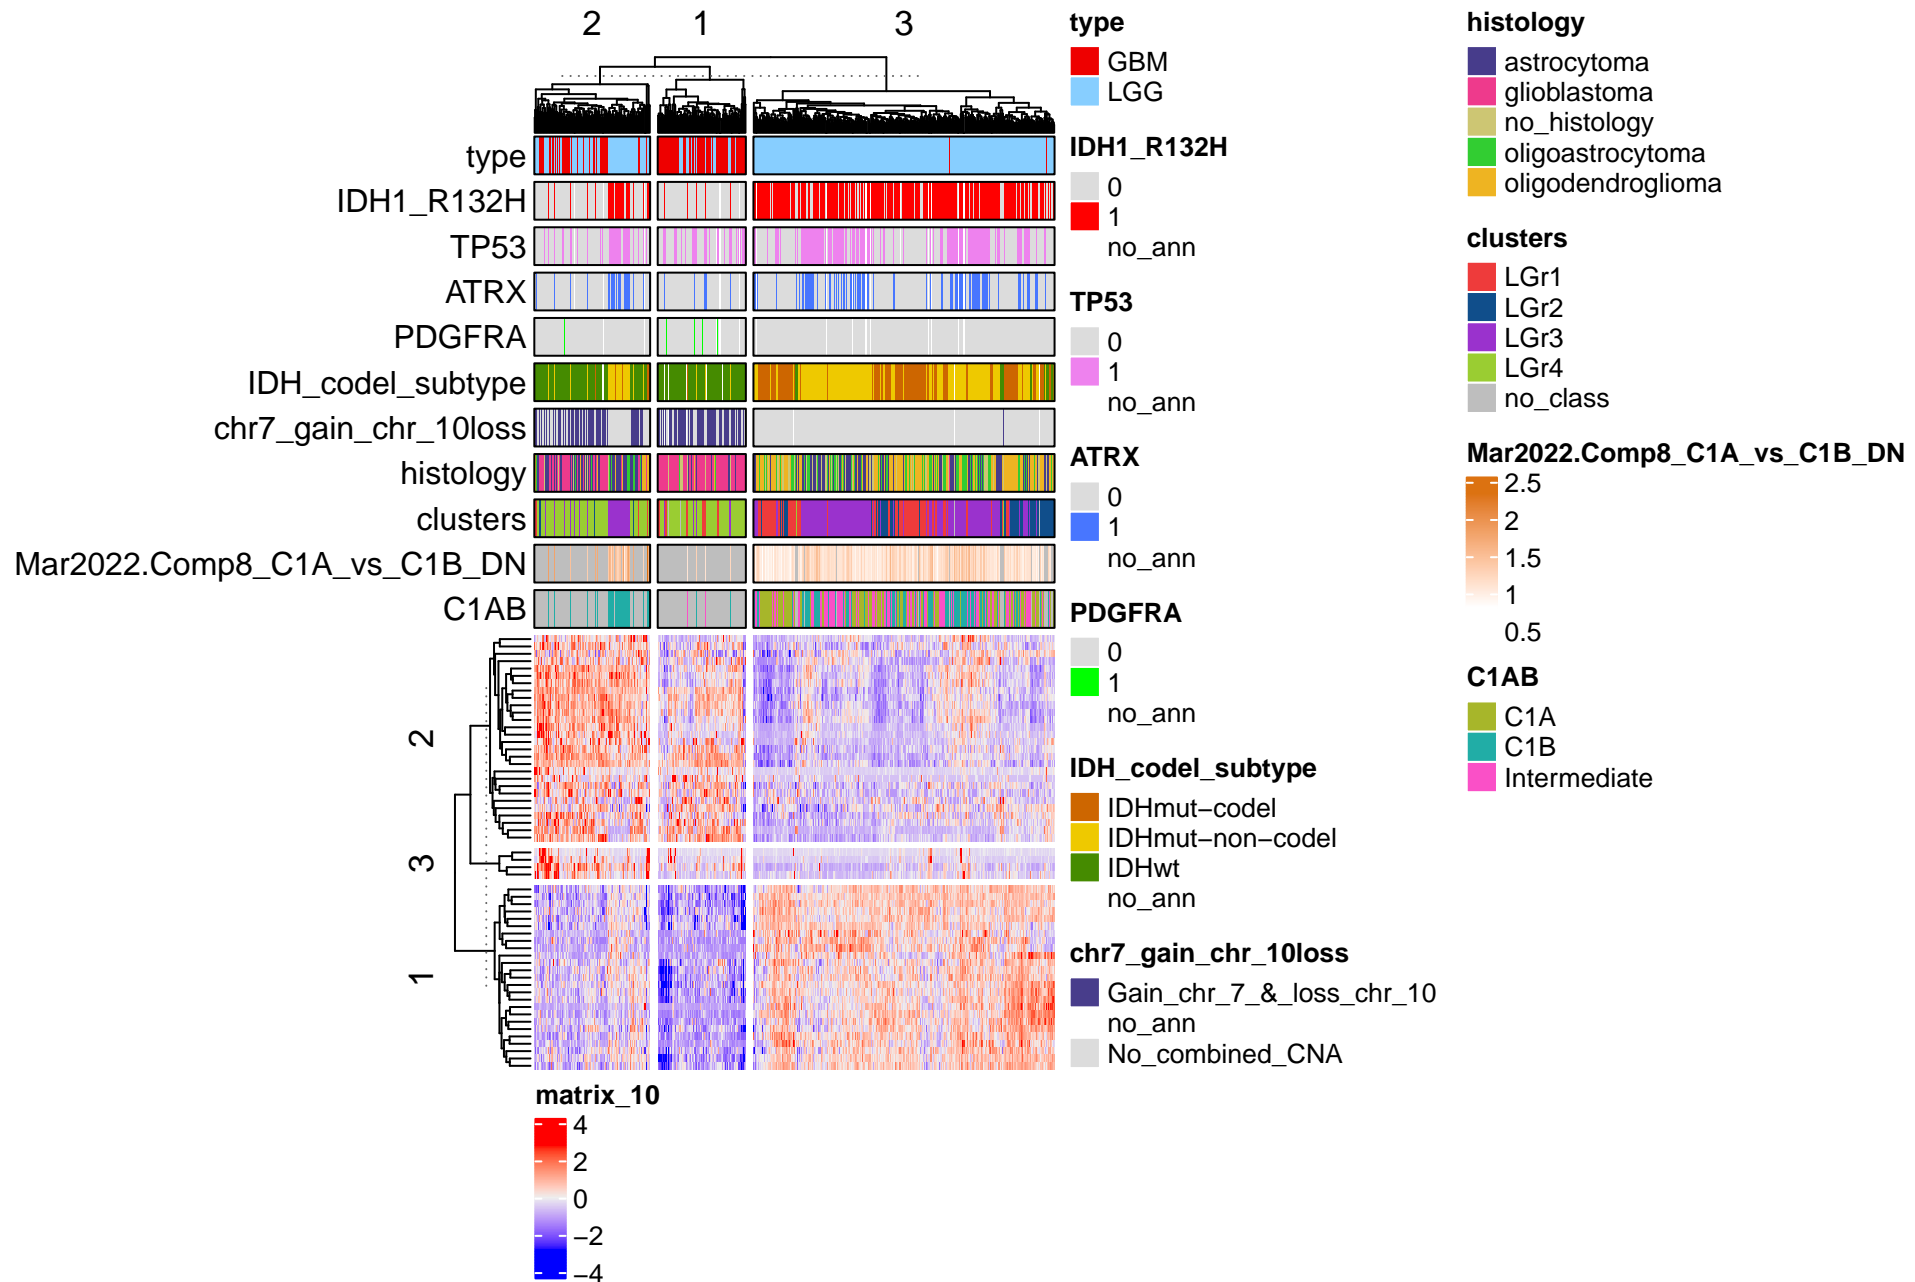 2 1 3
type
IDH1_R132H
TP53
ATRX
PDGFRA
IDH_codel_subtype
chr7_gain_chr_10loss
histology
clusters
Mar2022.Comp8_C1A_vs_C1B_DN
C1AB
2
3
1
matrix_10
4
2
0
−2
−4
type
GBM
LGG
IDH1_R132H
0
1
no_ann
TP53
0
1
no_ann
ATRX
0
1
no_ann
PDGFRA
0
1
no_ann
IDH_codel_subtype
IDHmut−codel
IDHmut−non−codel
IDHwt
no_ann
chr7_gain_chr_10loss
Gain_chr_7_&_loss_chr_10
no_ann
No_combined_CNA
histology
astrocytoma
glioblastoma
no_histology
oligoastrocytoma
oligodendroglioma
clusters
LGr1
LGr2
LGr3
LGr4
no_class
Mar2022.Comp8_C1A_vs_C1B_DN
2.5
2
1.5
1
0.5
C1AB
C1A
C1B
Intermediate